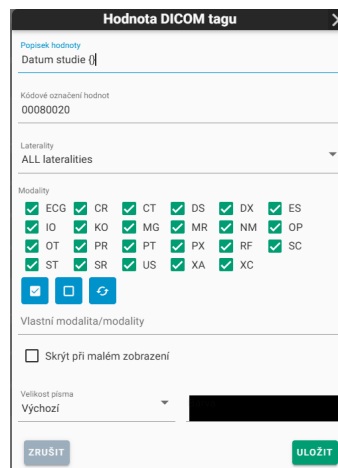 Hodnota DICOM tagu
Popisek hodnoty
Datum studie {}
Kódové označení hodnot
00080020
Laterality
ALL lateralities
Modality
ECG CR CT DS DX ES
IO KO MG MR NM OP
OT PR PT PX RF SC
ST SR US XA XC
Vlastní modalita/modality
Skrýt při malém zobrazení
Velikost písma
Výchozí
ZRUŠIT ULOŽIT